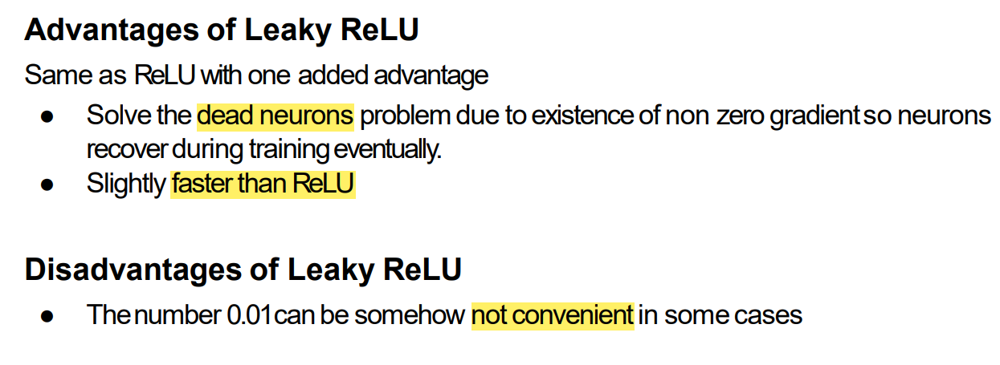 Advantages of Leaky ReLU
Same as ReLU with one added advantage
● Solve the dead neurons problem due to existence of non zero gradient so neurons
recover during training eventually.
● Slightly faster than ReLU
Disadvantages of Leaky ReLU
● The number 0.01 can be somehow not convenient in some cases